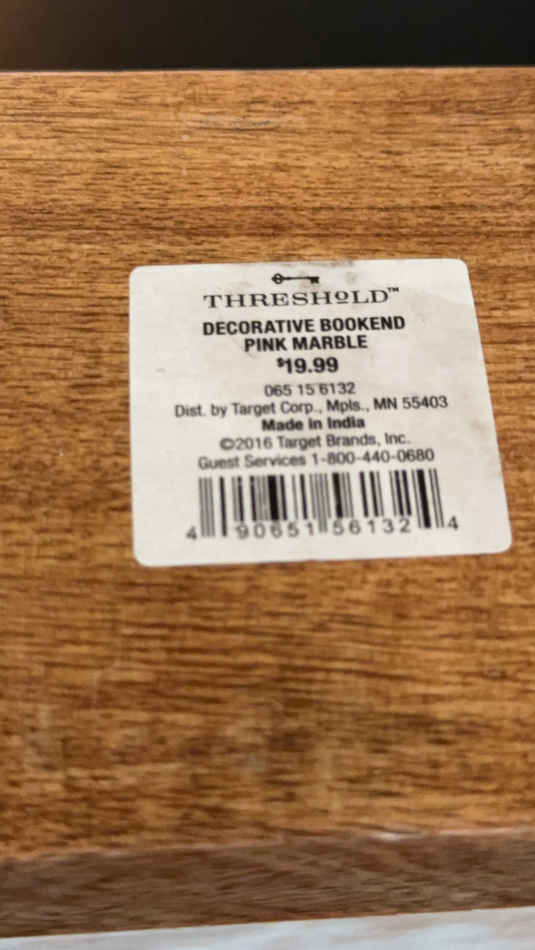 THRESHOLD™
DECORATIVE BOOKEND
PINK MARBLE
$19.99
065 15 6132
Dist. by Target Corp., Mpls., MN 55403
Made in India
©2016 Target Brands, Inc.
Guest Services 1-800-440-0680
4 90651 56132 4